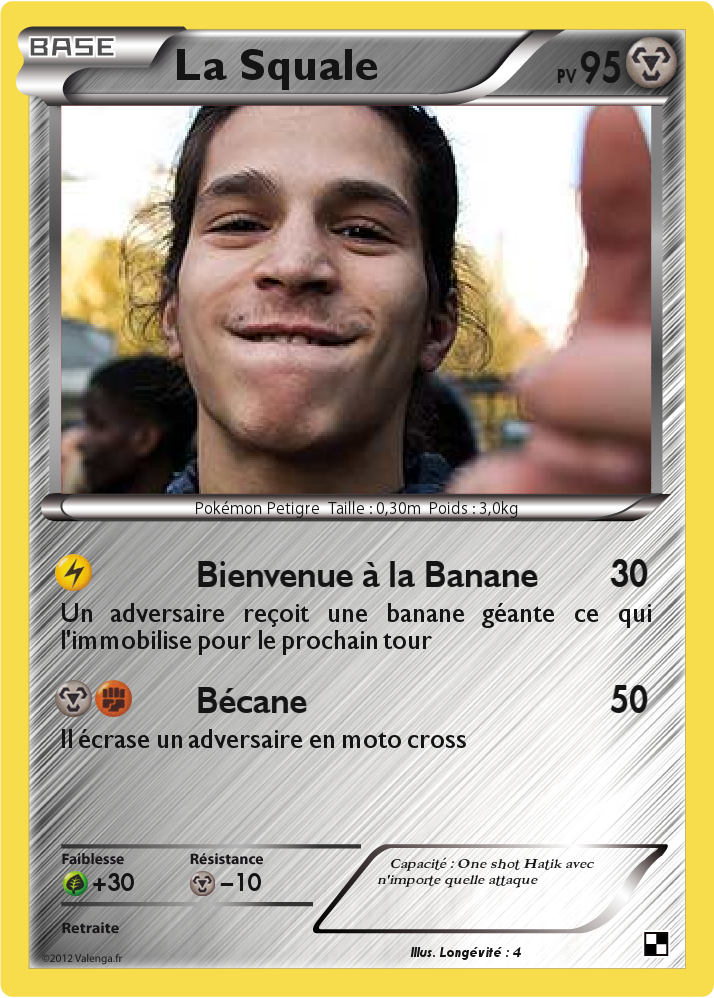 BASE
La Squale
PV 95
Pokémon Petigre Taille : 0,30m Poids : 3,0kg
Bienvenue à la Banane 30
Un adversaire reçoit une banane géante ce qui
l'immobilise pour le prochain tour
Bécane 50
Il écrase un adversaire en moto cross
Faiblesse Résistance
+30 −10
Capacité : One shot Hatik avec
n'importe quelle attaque
Retraite
Illus. Longévité : 4
©2012 Valenga.fr